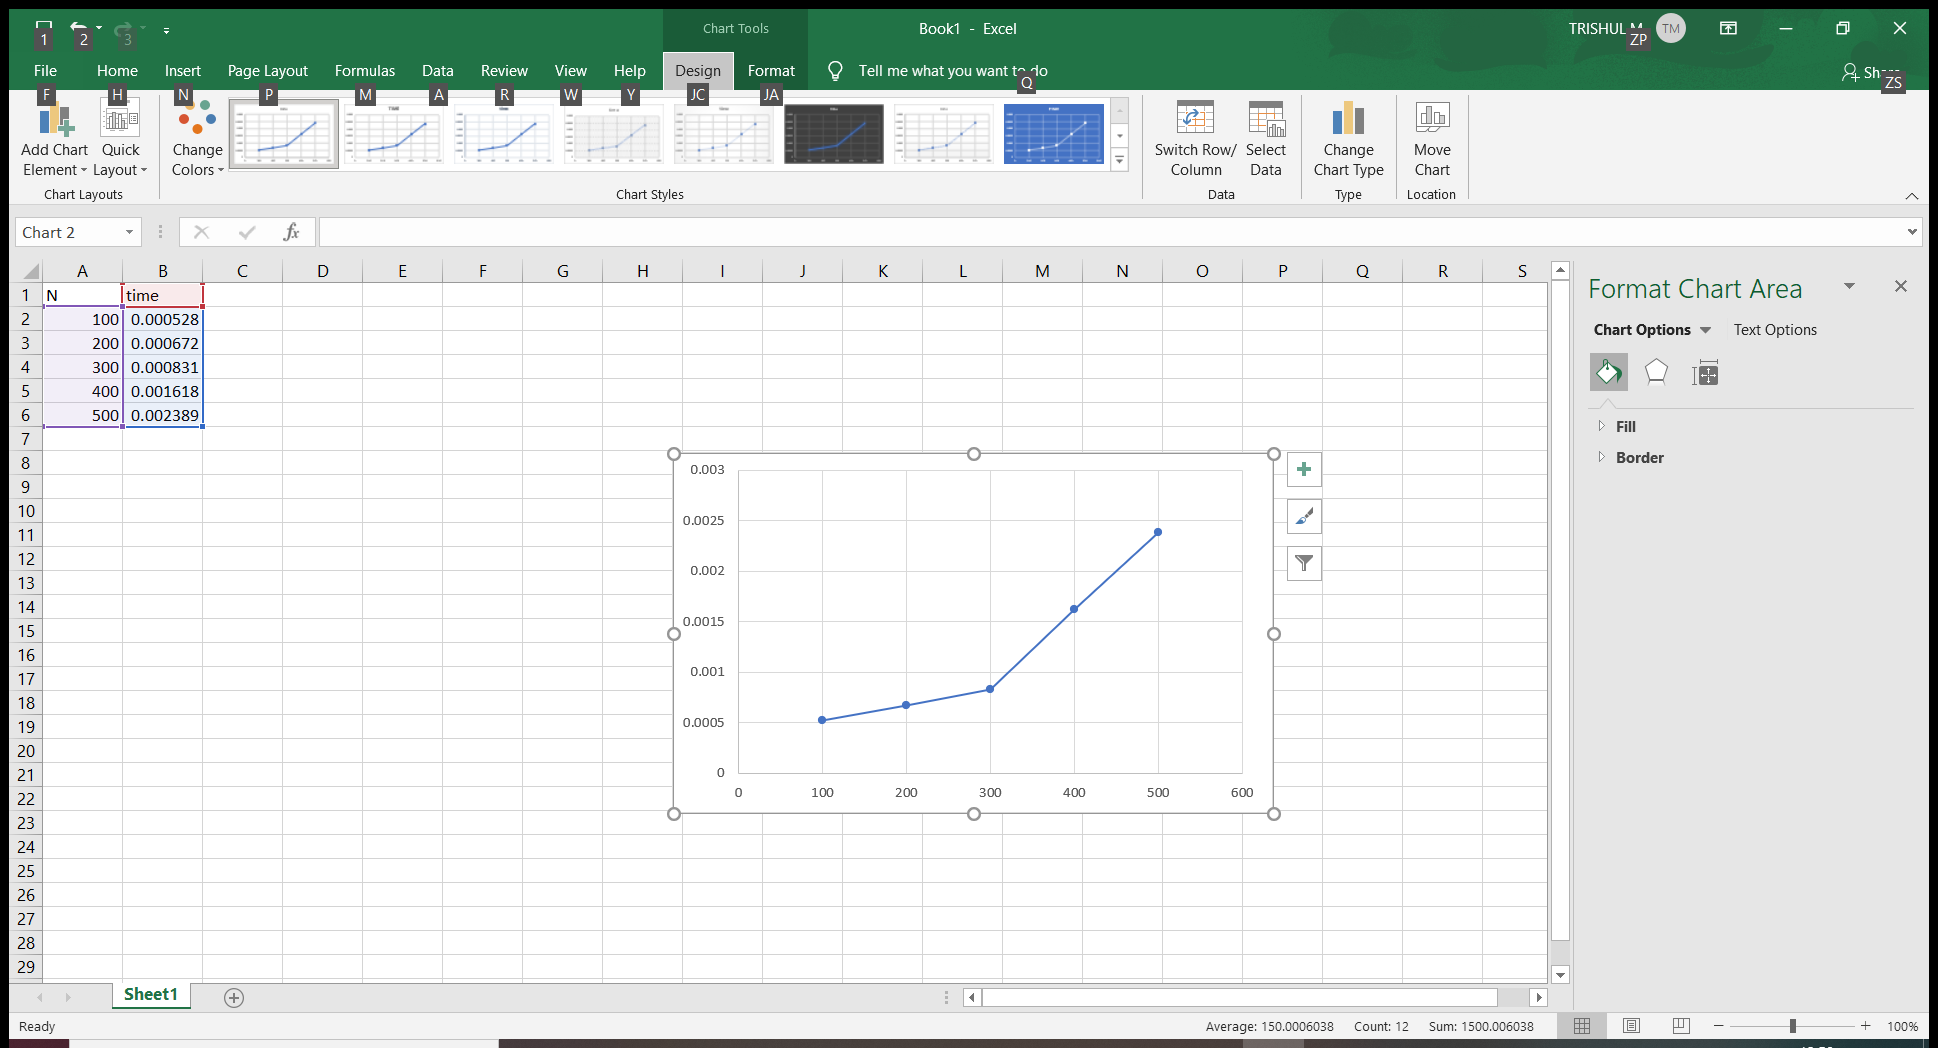 Chart Tools
Book1 - Excel
TRISHUL M
TM
1 2 3 ZP
File Home Insert Page Layout Formulas Data Review View Help Design Format Tell me what you want to do
F H N P M A R W Y JC JA Q ZS
Add Chart Element
Quick Layout
Chart Layouts
Change Colors
Chart Styles
Switch Row/ Column
Select Data
Data
Change Chart Type
Type
Move Chart
Location
Chart 2
fx
A B C D E F G H I J K L M N O P Q R S
1 N time
2 100 0.000528
3 200 0.000672
4 300 0.000831
5 400 0.001618
6 500 0.002389
7
8
9
10
11
12
13
14
15
16
17
18
19
20
21
22
23
24
25
26
27
28
29
0.003
0.0025
0.002
0.0015
0.001
0.0005
0
0 100 200 300 400 500 600
Format Chart Area
Chart Options Text Options
Fill
Border
Sheet1
Ready
Average: 150.0006038 Count: 12 Sum: 1500.006038
100%